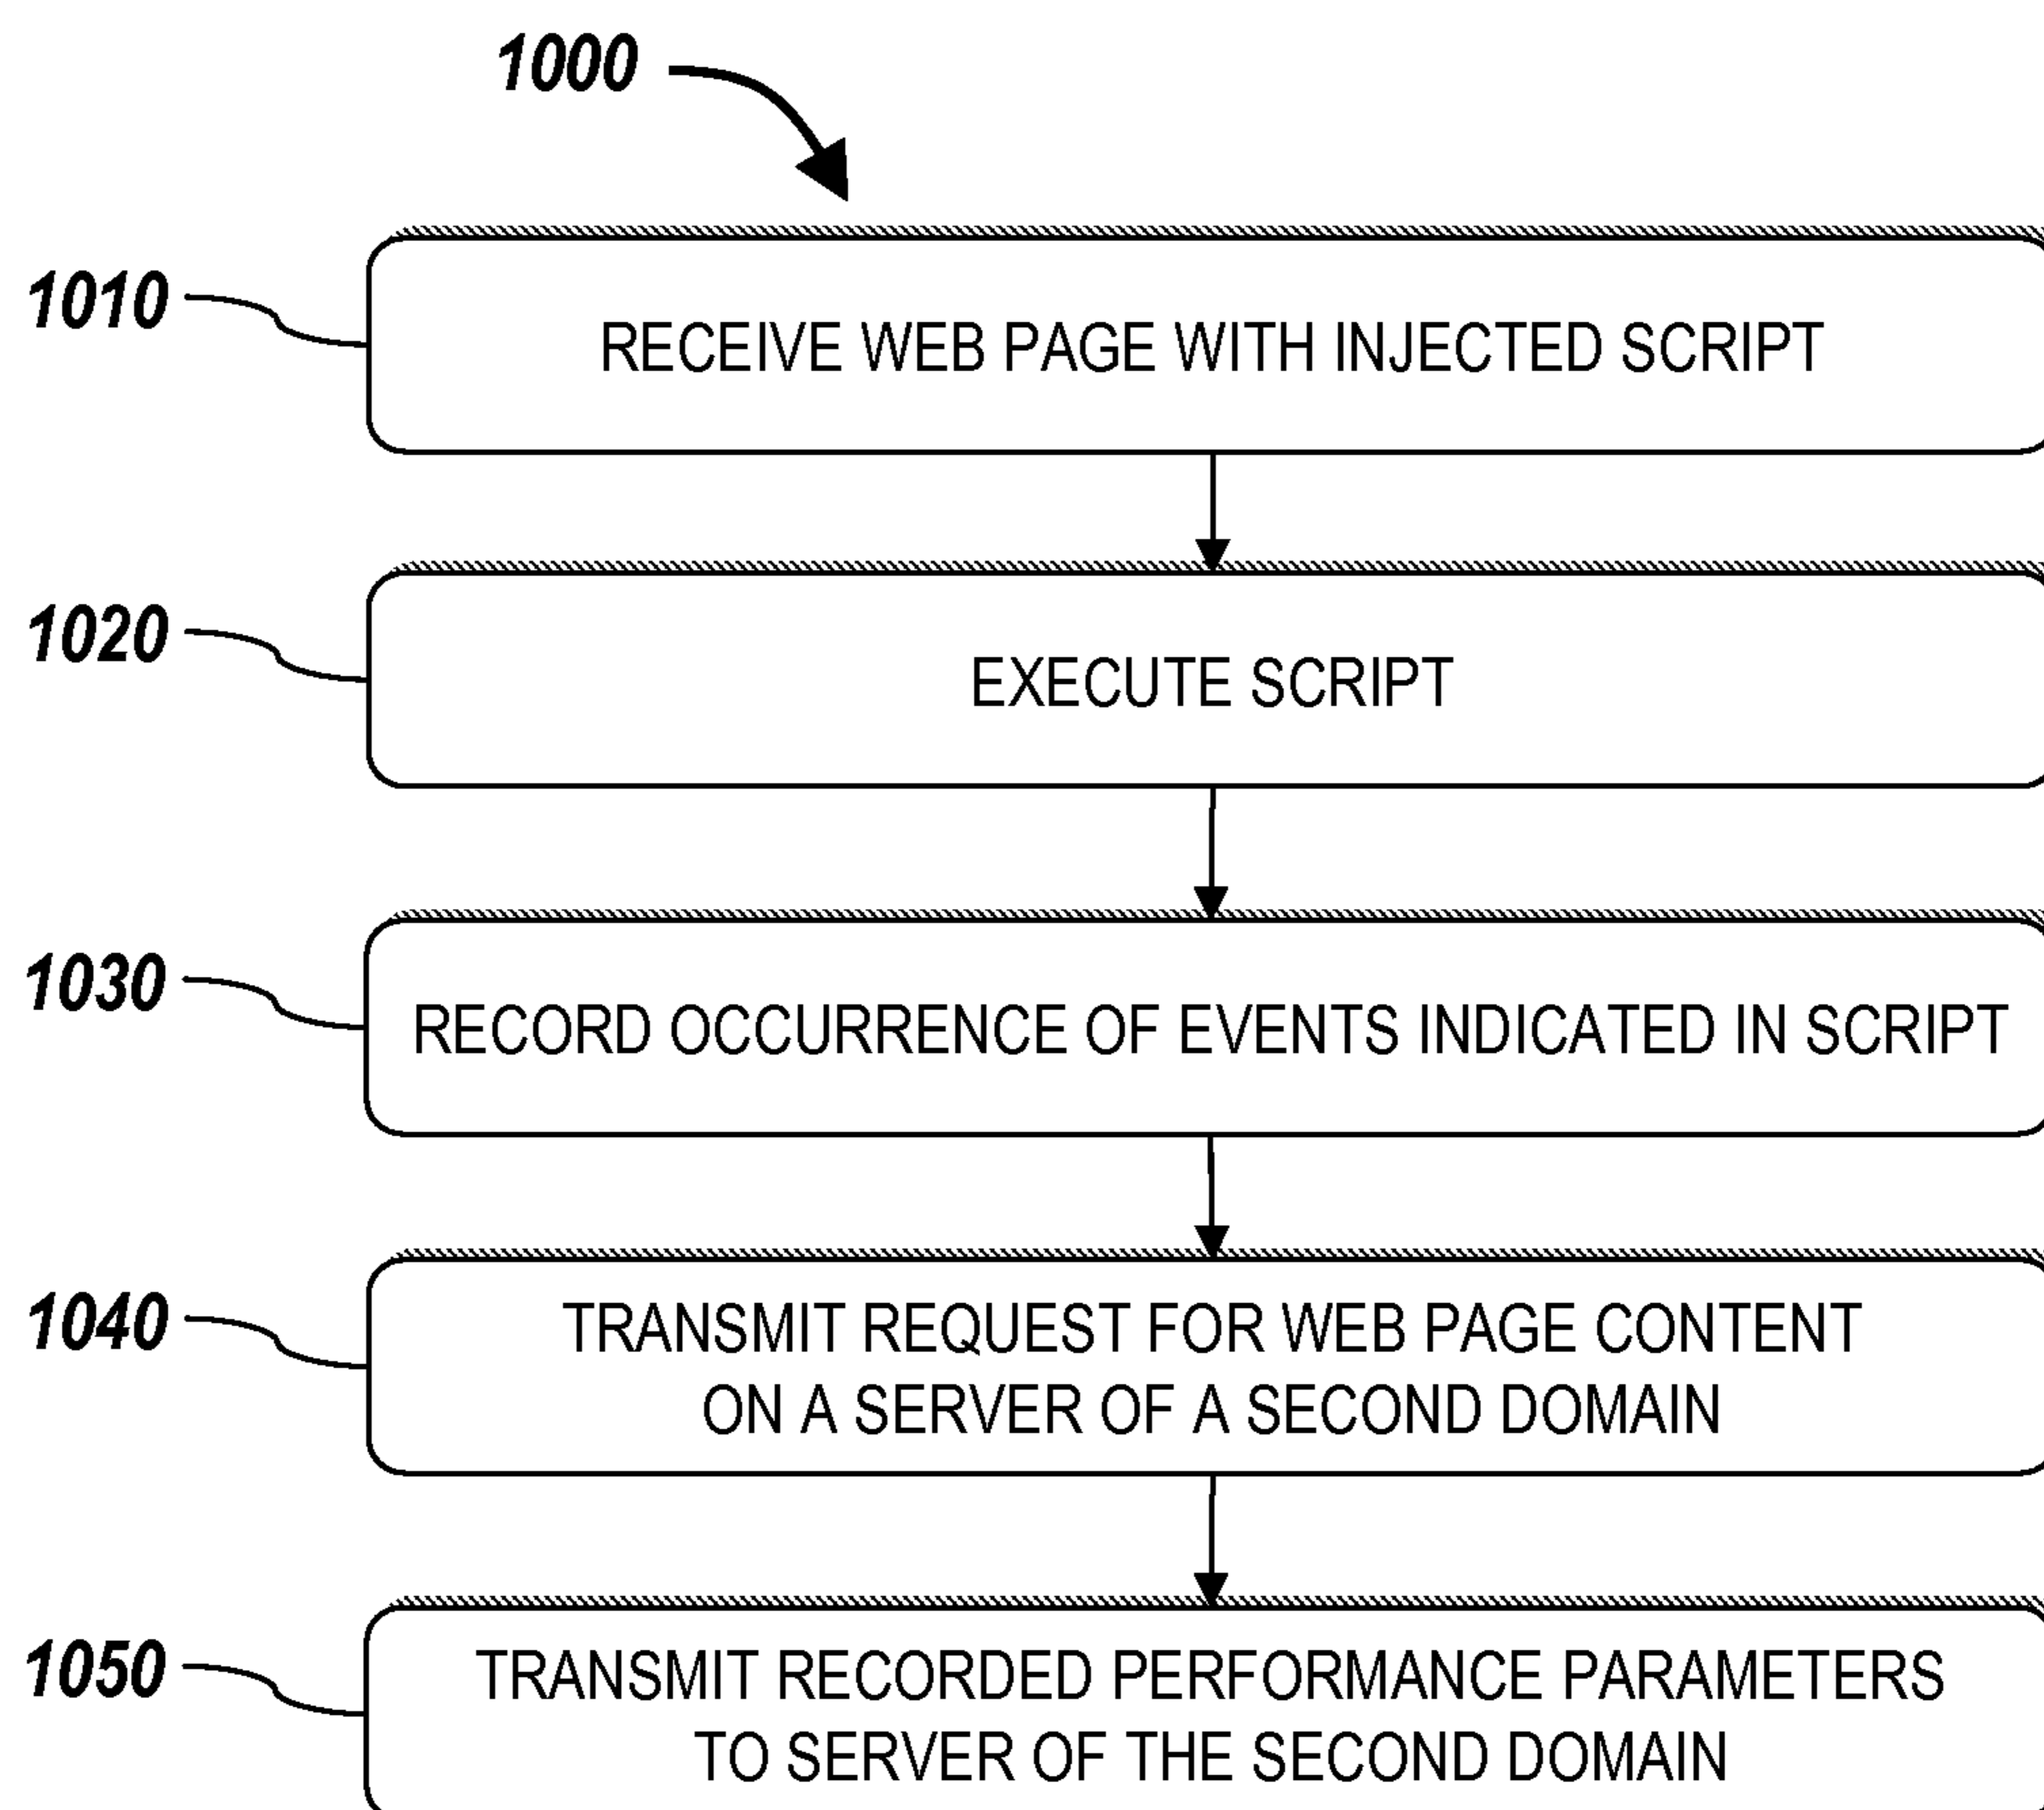 1000
1010
RECEIVE WEB PAGE WITH INJECTED SCRIPT
1020
EXECUTE SCRIPT
1030
RECORD OCCURRENCE OF EVENTS INDICATED IN SCRIPT
1040
TRANSMIT REQUEST FOR WEB PAGE CONTENT
ON A SERVER OF A SECOND DOMAIN
1050
TRANSMIT RECORDED PERFORMANCE PARAMETERS
TO SERVER OF THE SECOND DOMAIN